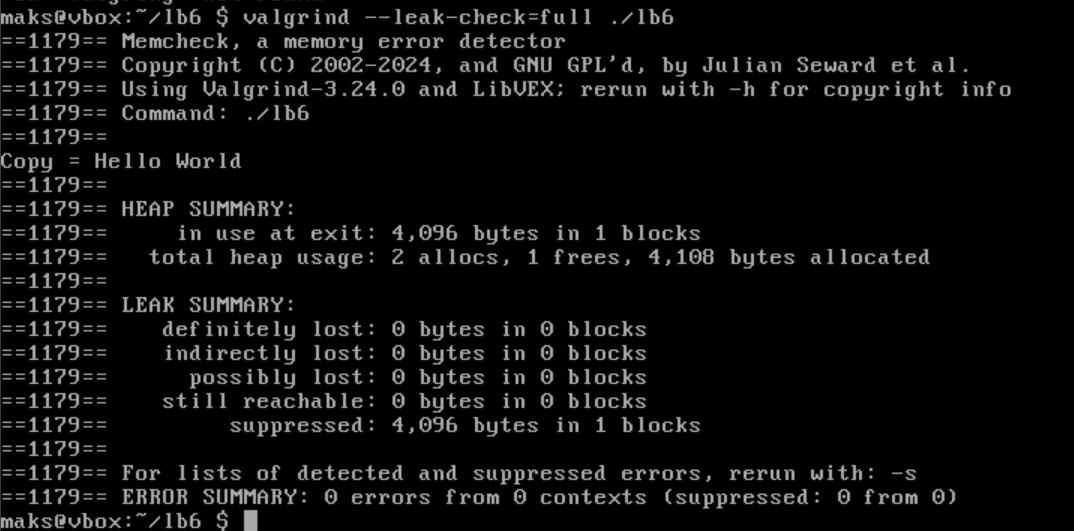 maks@vbox:~/lb6 $ valgrind --leak-check=full ./lb6
==1179== Memcheck, a memory error detector
==1179== Copyright (C) 2002-2024, and GNU GPL'd, by Julian Seward et al.
==1179== Using Valgrind-3.24.0 and LibVEX; rerun with -h for copyright info
==1179== Command: ./lb6
==1179==
Copy = Hello World
==1179==
==1179== HEAP SUMMARY:
==1179==     in use at exit: 4,096 bytes in 1 blocks
==1179==   total heap usage: 2 allocs, 1 frees, 4,108 bytes allocated
==1179==
==1179== LEAK SUMMARY:
==1179==    definitely lost: 0 bytes in 0 blocks
==1179==    indirectly lost: 0 bytes in 0 blocks
==1179==      possibly lost: 0 bytes in 0 blocks
==1179==    still reachable: 0 bytes in 0 blocks
==1179==         suppressed: 4,096 bytes in 1 blocks
==1179==
==1179== For lists of detected and suppressed errors, rerun with: -s
==1179== ERROR SUMMARY: 0 errors from 0 contexts (suppressed: 0 from 0)
maks@vbox:~/lb6 $